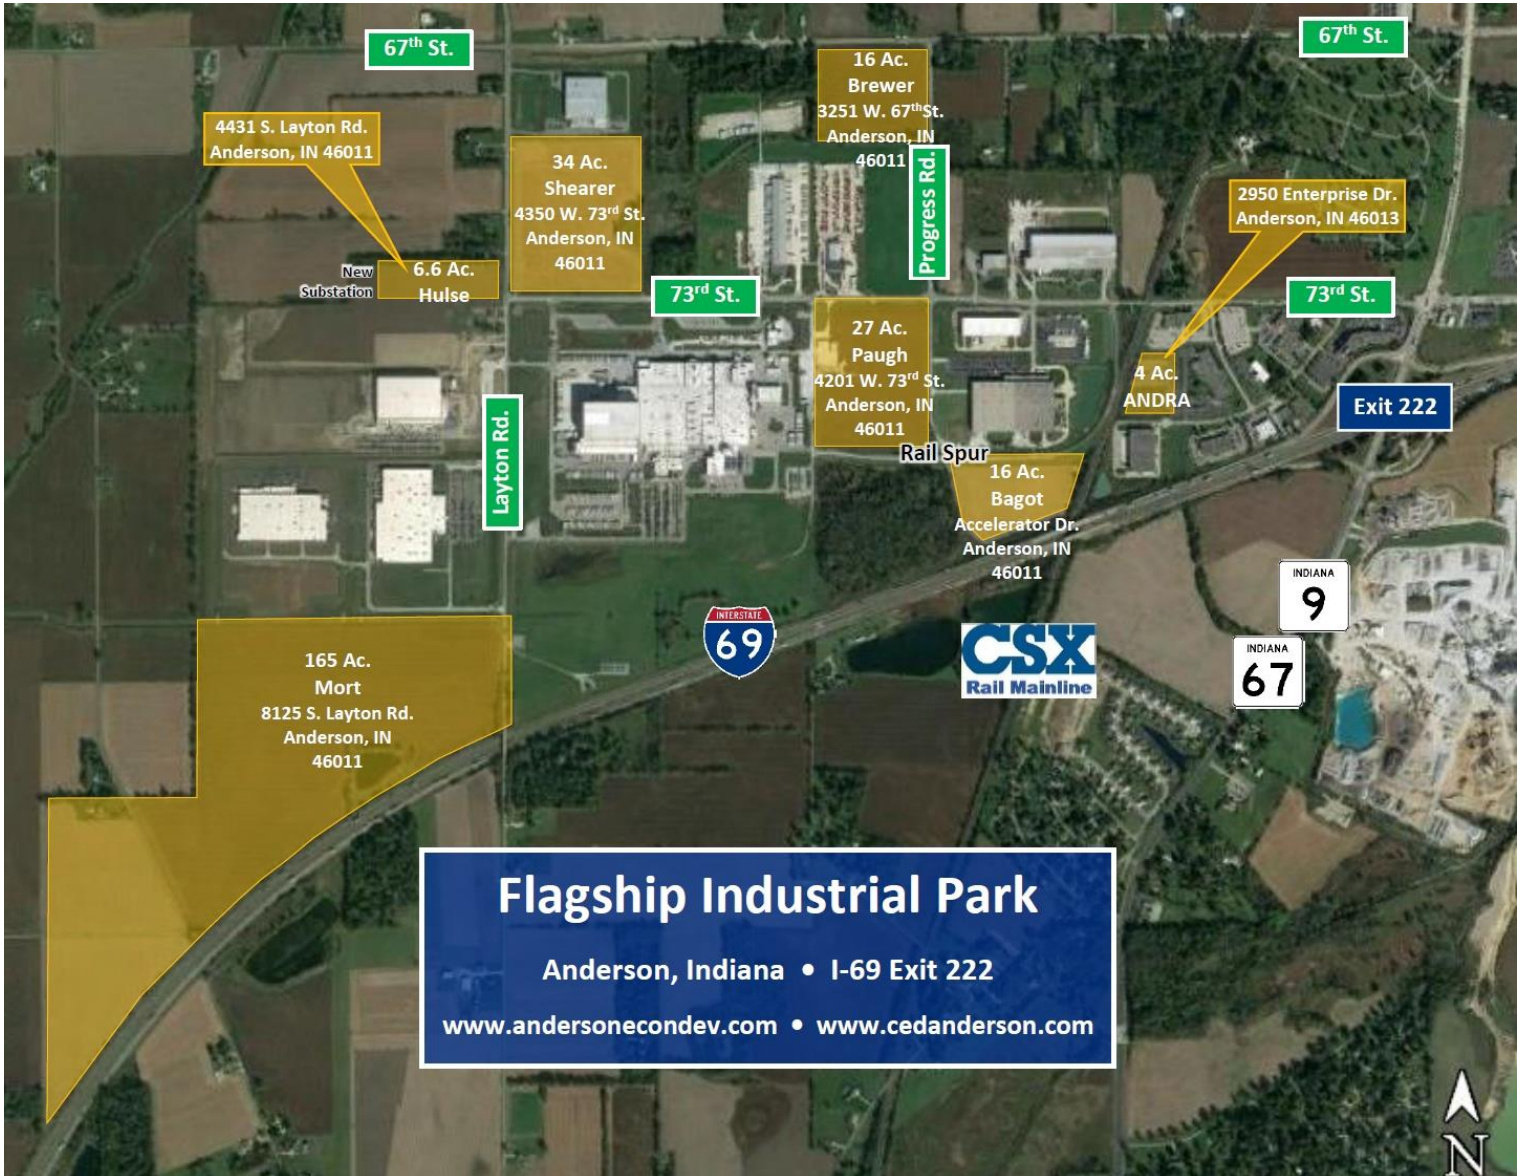 67th St.
67th St.
16 Ac.
Brewer
3251 W. 67thSt.
Anderson, IN
46011
4431 S. Layton Rd.
Anderson, IN 46011
34 Ac.
Shearer
4350 W. 73rd St.
Anderson, IN
46011
Progress Rd.
2950 Enterprise Dr.
Anderson, IN 46013
New
Substation
6.6 Ac.
Hulse
73rd St.
73rd St.
27 Ac.
Paugh
4201 W. 73rd St.
Anderson, IN
46011
4 Ac.
ANDRA
Exit 222
Layton Rd.
Rail Spur
16 Ac.
Bagot
Accelerator Dr.
Anderson, IN
46011
INDIANA
9
INTERSTATE
69
CSX
Rail Mainline
INDIANA
67
165 Ac.
Mort
8125 S. Layton Rd.
Anderson, IN
46011
Flagship Industrial Park
Anderson, Indiana • I-69 Exit 222
www.andersonecondev.com • www.cedanderson.com
N